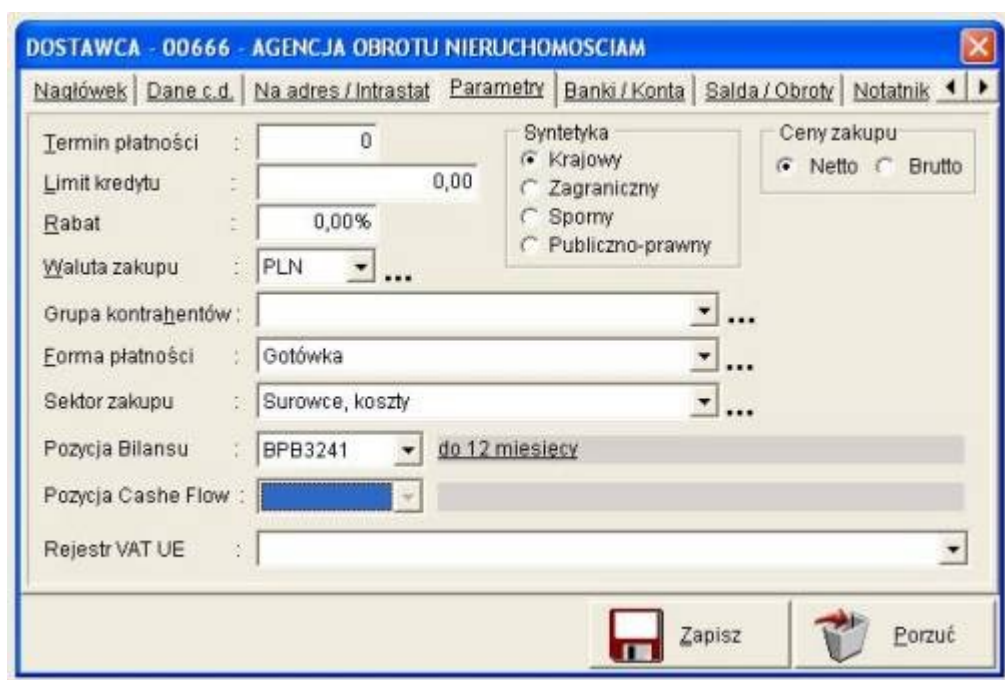 DOSTAWCA - 00666 - AGENCJA OBROTU NIERUCHOMOSCIAM
Nagłówek Dane c.d. Na adres / Intrastat Parametry Banki / Konta Salda / Obroty Notatnik
Termin płatności : 0
Limit kredytu : 0,00
Rabat : 0,00%
Waluta zakupu : PLN ...
Syntetyka
Krajowy
Zagraniczny
Sporny
Publiczno-prawny
Ceny zakupu
Netto Brutto
Grupa kontrahentów : ...
Forma płatności : Gotówka ...
Sektor zakupu : Surowce, koszty ...
Pozycja Bilansu : BPB3241 do 12 miesięcy
Pozycja Cashe Flow :
Rejestr VAT UE :
Zapisz Porzuć